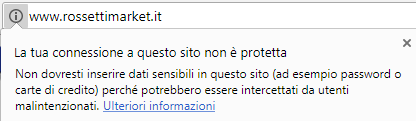 www.rossettimarket.it
La tua connessione a questo sito non è protetta
Non dovresti inserire dati sensibili in questo sito (ad esempio password o
carte di credito) perché potrebbero essere intercettati da utenti
malintenzionati. Ulteriori informazioni